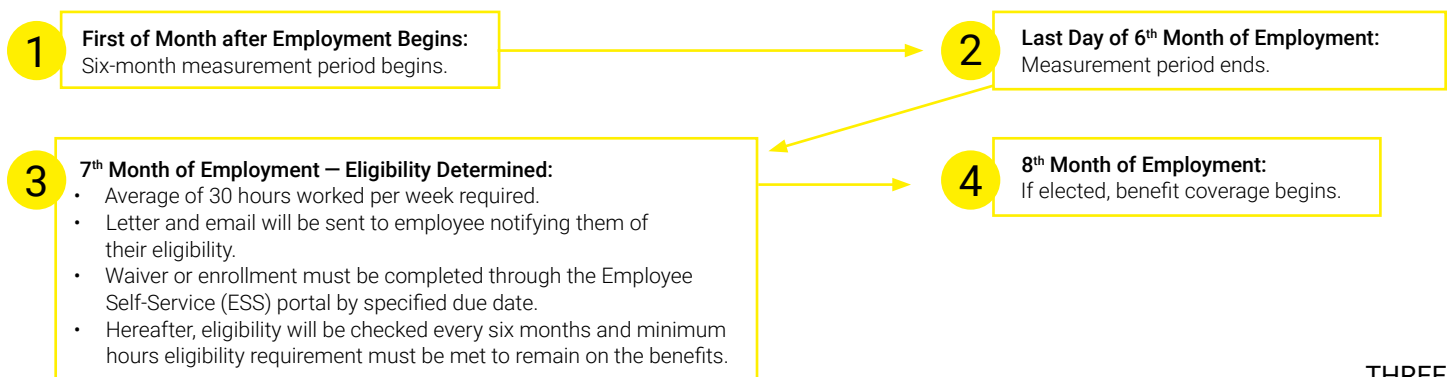 1
First of Month after Employment Begins:
Six-month measurement period begins.
2
Last Day of 6th Month of Employment:
Measurement period ends.
3
7th Month of Employment — Eligibility Determined:
• Average of 30 hours worked per week required.
• Letter and email will be sent to employee notifying them of
their eligibility.
• Waiver or enrollment must be completed through the Employee
Self-Service (ESS) portal by specified due date.
• Hereafter, eligibility will be checked every six months and minimum
hours eligibility requirement must be met to remain on the benefits.
4
8th Month of Employment:
If elected, benefit coverage begins.
THREE